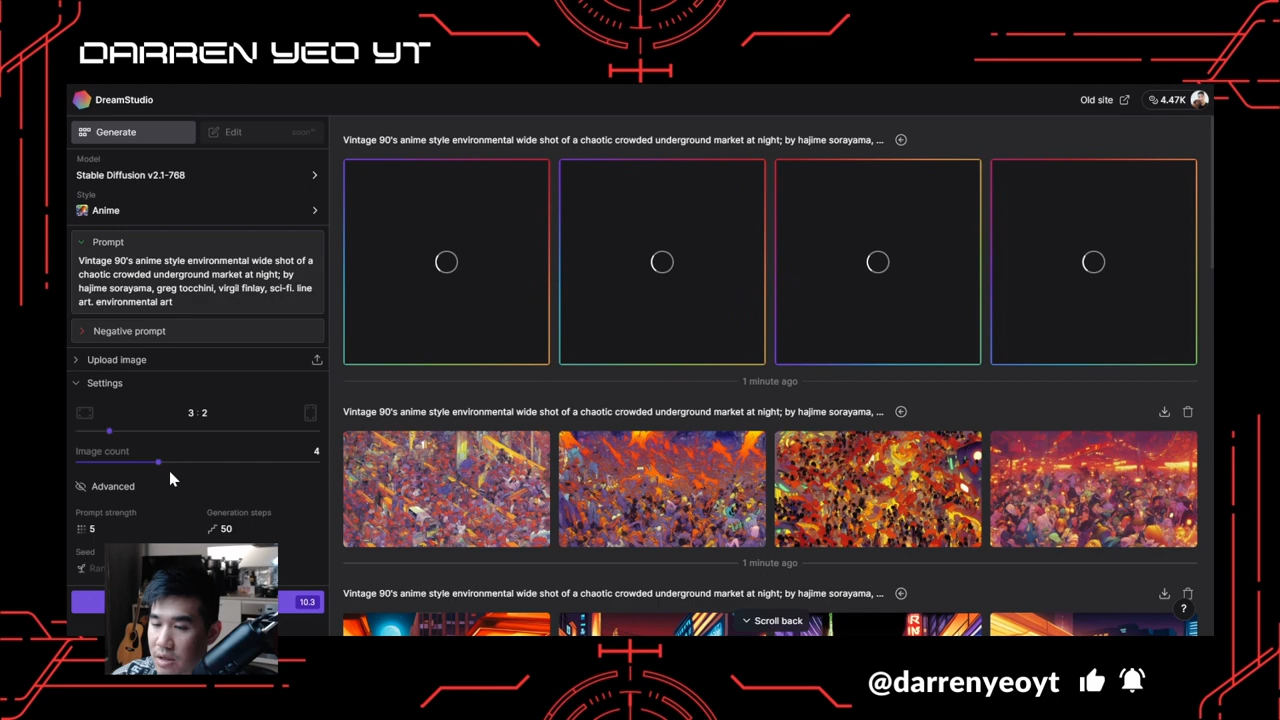 DARREN YEO YT
DreamStudio
Old site
4.47K
Generate
Edit
soon™
Model
Stable Diffusion v2.1-768
Style
Anime
Prompt
Vintage 90's anime style environmental wide shot of a
chaotic crowded underground market at night; by
hajime sorayama, greg tocchini, virgil finlay, sci-fi. line
art. environmental art
Negative prompt
Upload image
Settings
3 : 2
Image count 4
Advanced
Prompt strength Generation steps
5 50
Seed
10.3
Vintage 90's anime style environmental wide shot of a chaotic crowded underground market at night; by hajime sorayama, ...
1 minute ago
Vintage 90's anime style environmental wide shot of a chaotic crowded underground market at night; by hajime sorayama, ...
1 minute ago
Vintage 90's anime style environmental wide shot of a chaotic crowded underground market at night; by hajime sorayama, ...
?
Scroll back
@darrenyeoyt